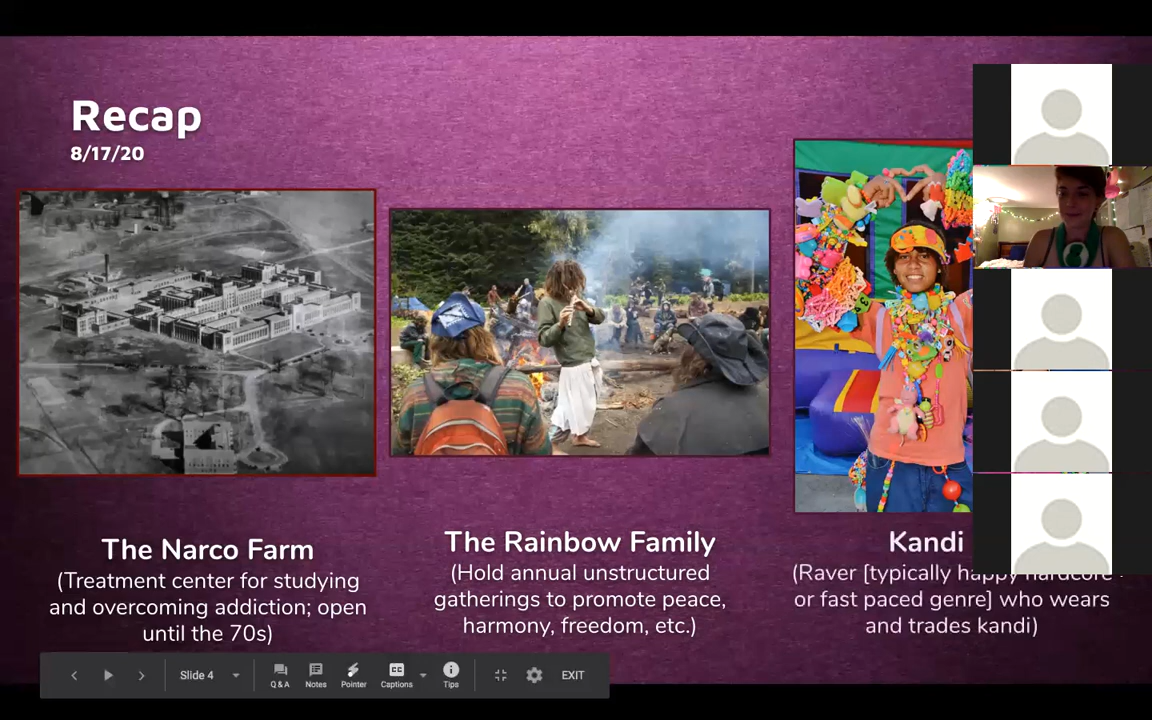 Recap
8/17/20
The Narco Farm
(Treatment center for studying
and overcoming addiction; open
until the 70s)
The Rainbow Family
(Hold annual unstructured
gatherings to promote peace,
harmony, freedom, etc.)
Kandi
(Raver [typically happy hardcore
or fast paced genre] who wears
and trades kandi)
Slide 4
Q & A
Notes
Pointer
CC
Captions
Tips
EXIT